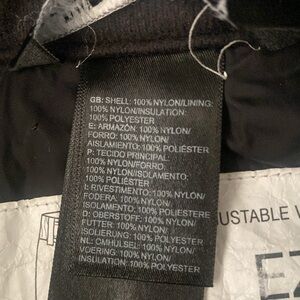 GB: SHELL: 100% NYLON/LINING:
100% NYLON/INSULATION:
100% POLYESTER
E: ARMAZÓN: 100% NYLON/
FORRO: 100% NYLON/
AISLAMIENTO: 100% POLIÉSTER
P: TECIDO PRINCIPAL:
100% NYLON/FORRO:
100% NYLON/ISOLAMENTO:
100% POLIÉSTER
I: RIVESTIMENTO: 100% NYLON/
FODERA: 100% NYLON/
ISOLAMENTO: 100% POLIESTERE
D: OBERSTOFF: 100% NYLON/
FUTTER: 100% NYLON/
ISOLIERUNG: 100% POLYESTER
NL: OMHULSEL: 100% NYLON/
VOERING: 100% NYLON/
INSULATION: 100% POLYESTER
USTABLE